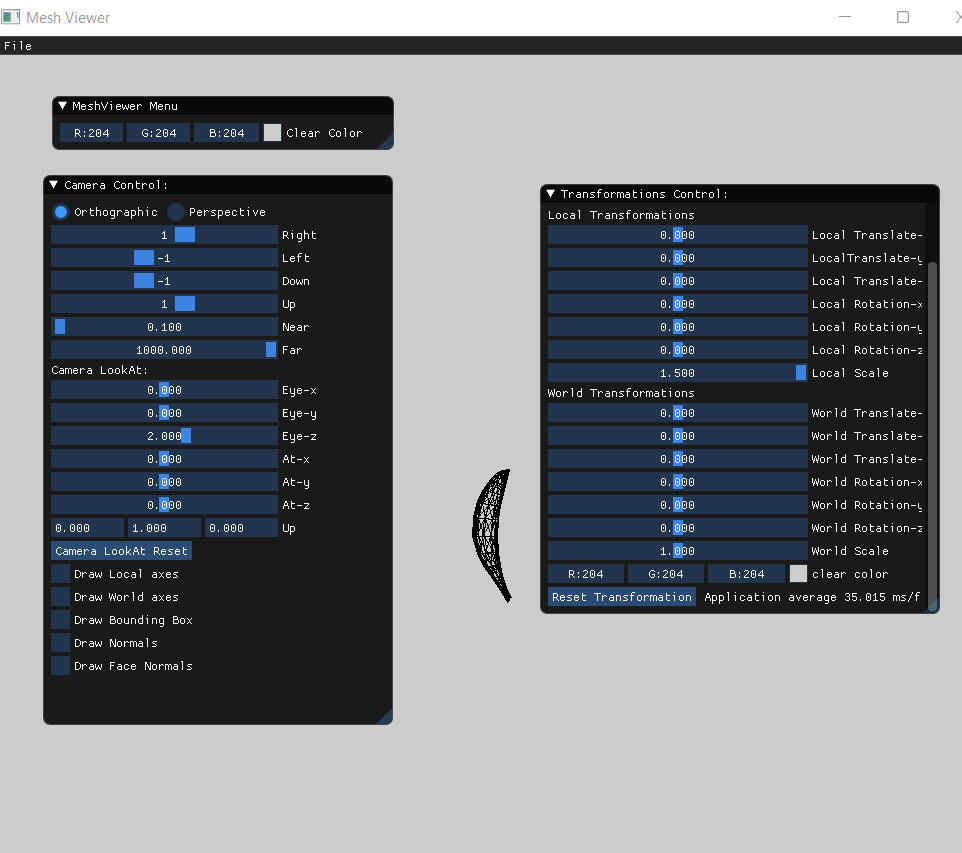 Mesh Viewer
File
MeshViewer Menu
R:204 G:204 B:204 Clear Color
Camera Control:
Orthographic Perspective
1 Right
-1 Left
-1 Down
1 Up
0.100 Near
1000.000 Far
Camera LookAt:
0.000 Eye-x
0.000 Eye-y
2.000 Eye-z
0.000 At-x
0.000 At-y
0.000 At-z
0.000 1.000 0.000 Up
Camera LookAt Reset
Draw Local axes
Draw World axes
Draw Bounding Box
Draw Normals
Draw Face Normals
Transformations Control:
Local Transformations
0.000 Local Translate-
0.000 LocalTranslate-y
0.000 Local Translate-
0.000 Local Rotation-x
0.000 Local Rotation-y
0.000 Local Rotation-z
1.500 Local Scale
World Transformations
0.000 World Translate-
0.000 World Translate-
0.000 World Translate-
0.000 World Rotation-x
0.000 World Rotation-y
0.000 World Rotation-z
1.000 World Scale
R:204 G:204 B:204 clear color
Reset Transformation Application average 35.015 ms/f